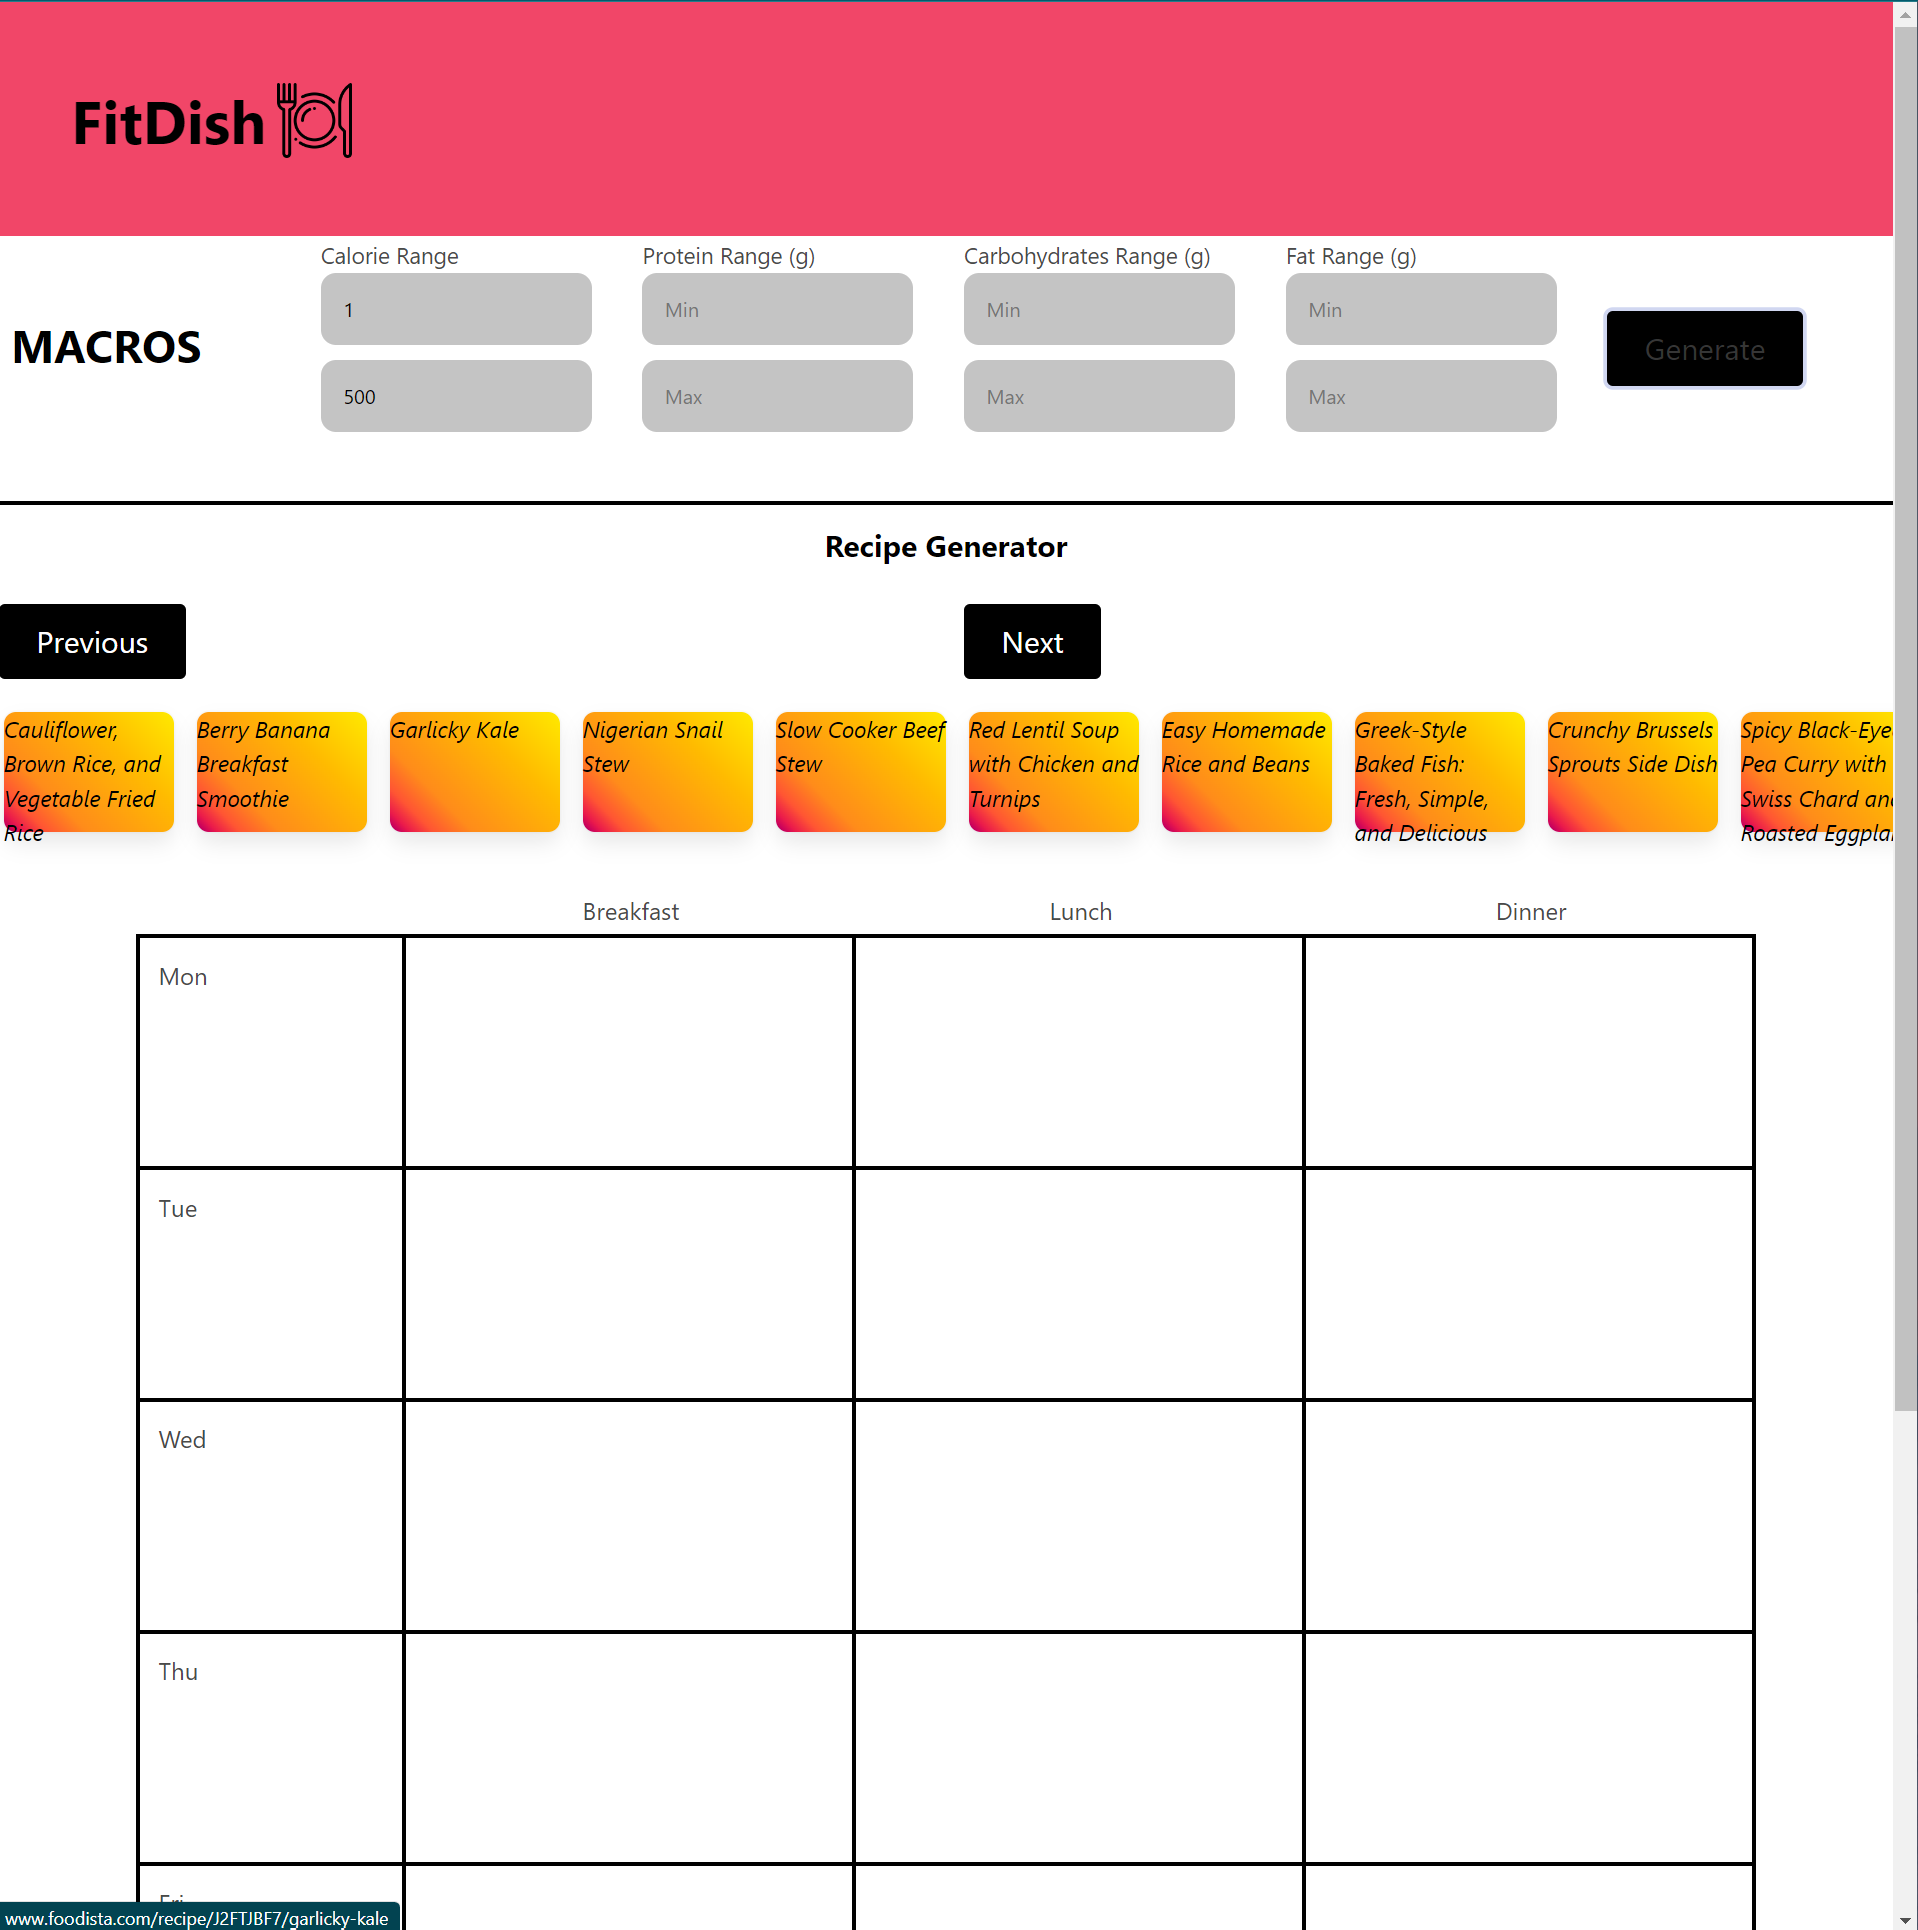 FitDish
MACROS
Calorie Range
1
500
Protein Range (g)
Min
Max
Carbohydrates Range (g)
Min
Max
Fat Range (g)
Min
Max
Generate
Recipe Generator
Previous
Next
Cauliflower,
Brown Rice, and
Vegetable Fried
Rice
Berry Banana
Breakfast
Smoothie
Garlicky Kale
Nigerian Snail
Stew
Slow Cooker Beef
Stew
Red Lentil Soup
with Chicken and
Turnips
Easy Homemade
Rice and Beans
Greek-Style
Baked Fish:
Fresh, Simple,
and Delicious
Crunchy Brussels
Sprouts Side Dish
Spicy Black-Eye
Pea Curry with
Swiss Chard an
Roasted Eggpla
Breakfast
Lunch
Dinner
Mon
Tue
Wed
Thu
Fri
www.foodista.com/recipe/J2FTJBF7/garlicky-kale